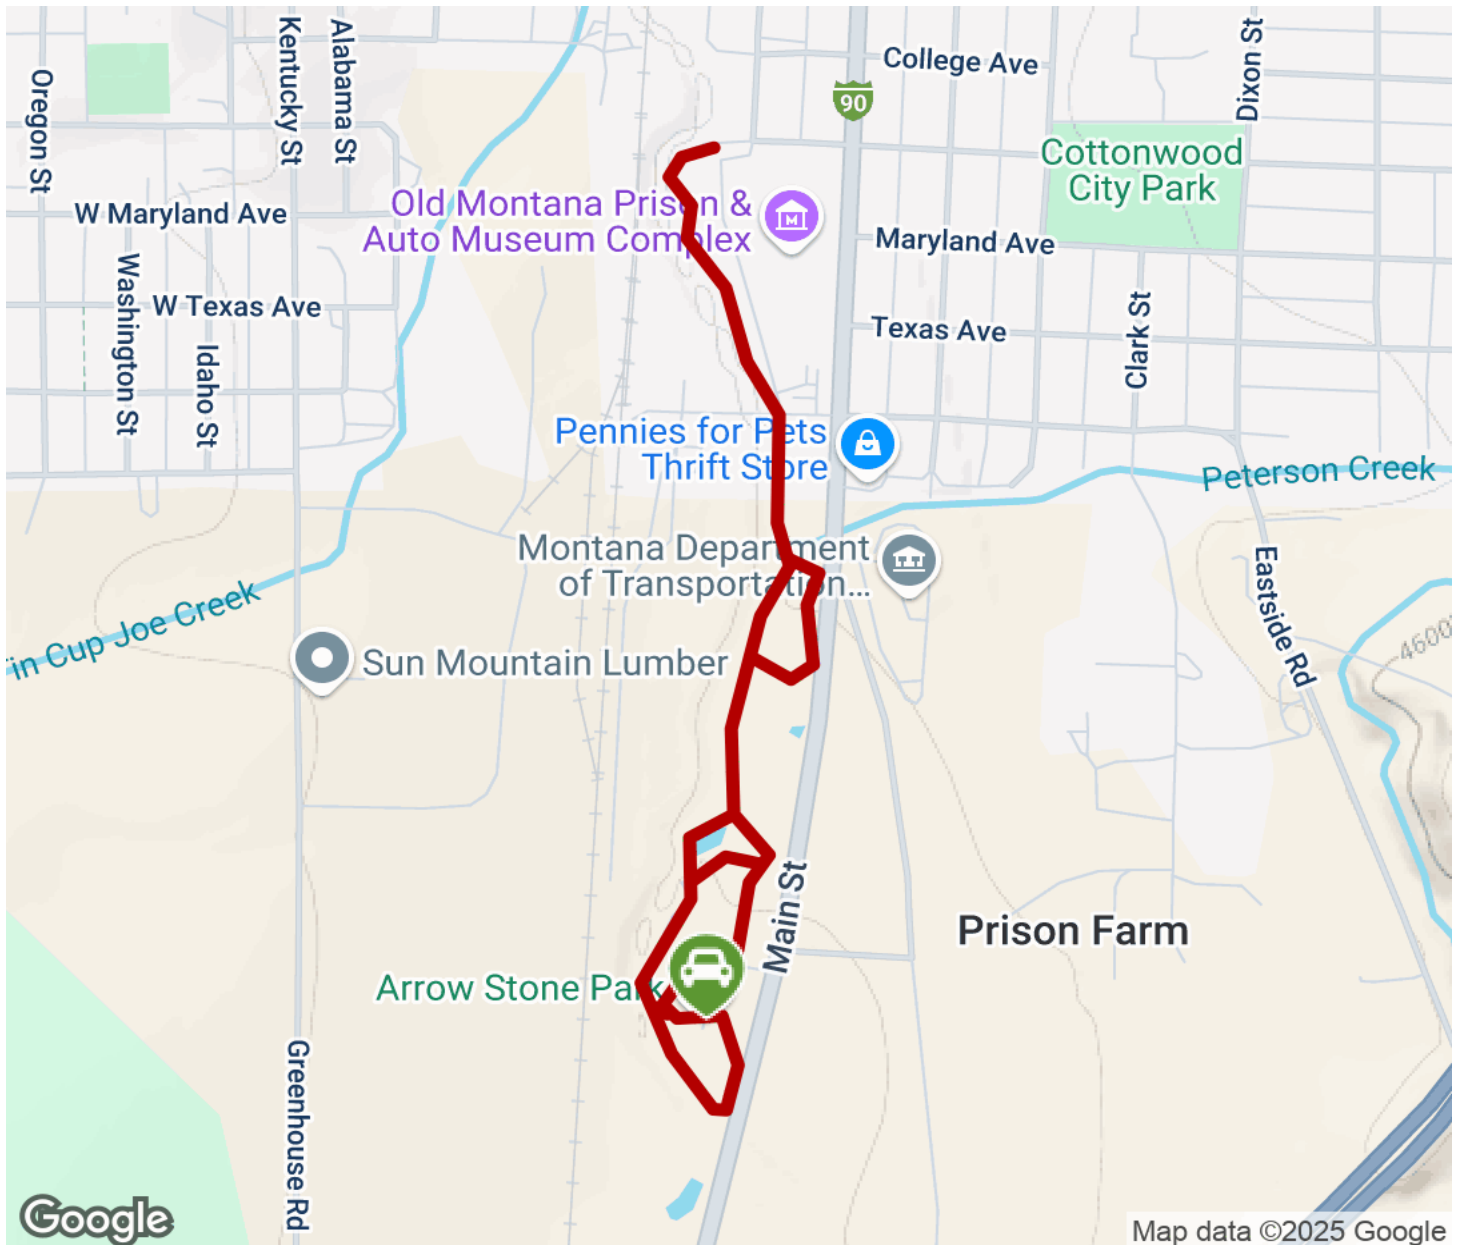 Oregon St
Kentucky St
Alabama St
College Ave
90
Dixon St
Cottonwood
City Park
Old Montana Prison &
Auto Museum Complex
W Maryland Ave
Maryland Ave
Washington St
W Texas Ave
Idaho St
Texas Ave
Clark St
Pennies for Pets
Thrift Store
Peterson Creek
Montana Department
of Transportation...
Eastside Rd
in Cup Joe Creek
4600
Sun Mountain Lumber
Main St
Prison Farm
Arrow Stone Park
Greenhouse Rd
Google
Map data ©2025 Google